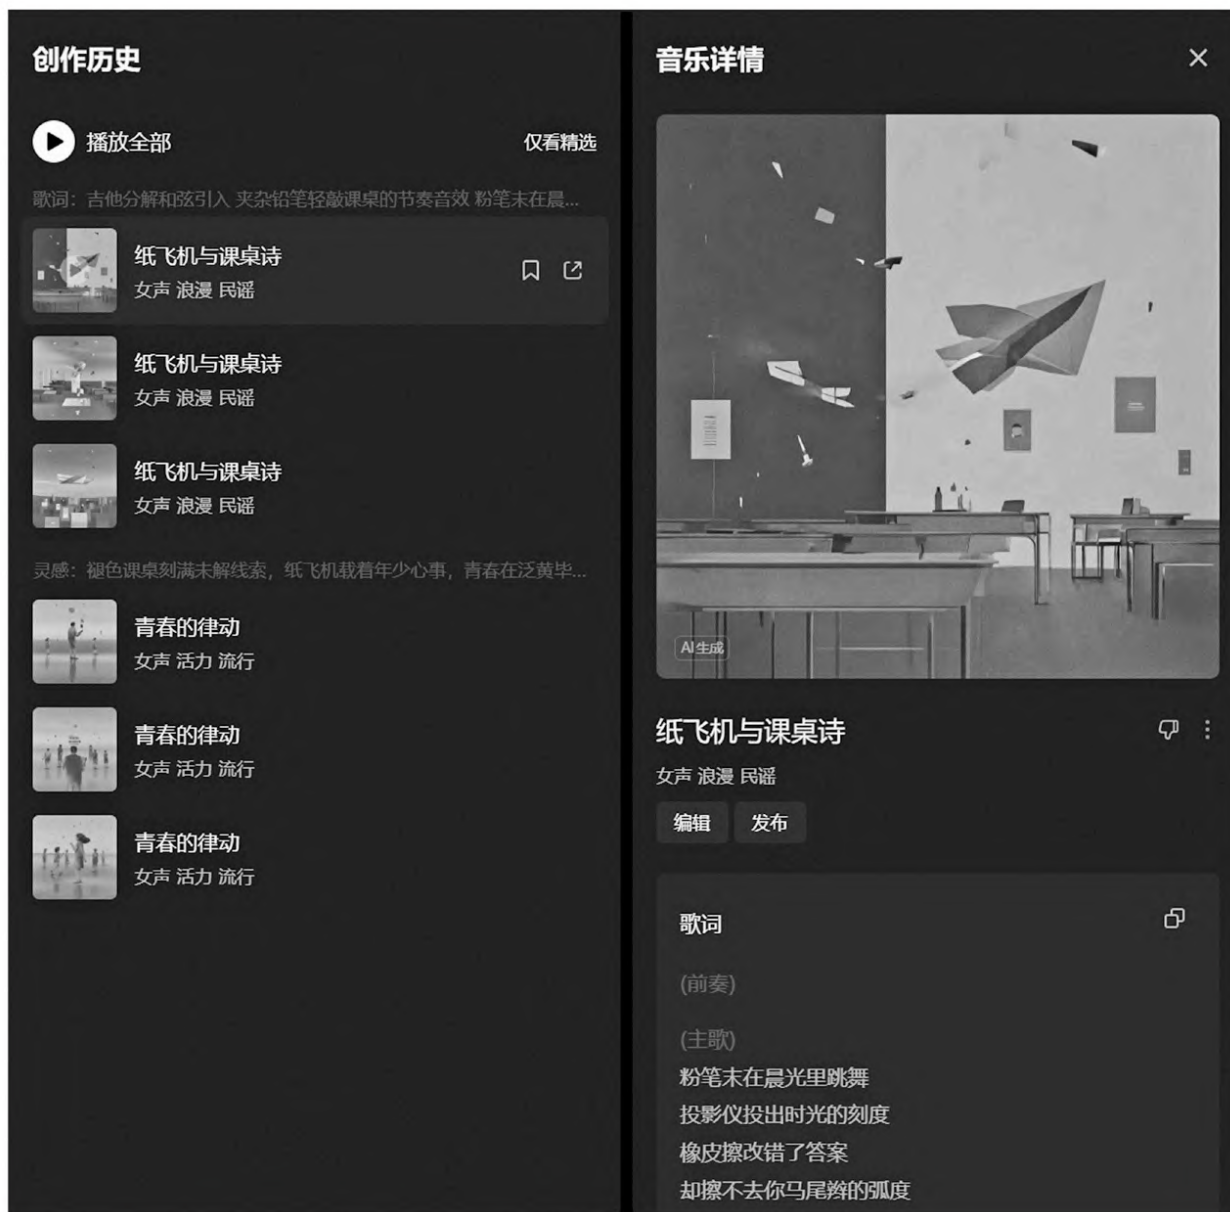 创作历史
播放全部
仅看精选
歌词：吉他分解和弦引入 夹杂铅笔轻敲课桌的节奏音效 粉笔末在晨...
纸飞机与课桌诗
女声 浪漫 民谣
纸飞机与课桌诗
女声 浪漫 民谣
纸飞机与课桌诗
女声 浪漫 民谣
灵感：褪色课桌刻满未解线索，纸飞机载着年少心事，青春在泛黄毕...
青春的律动
女声 活力 流行
青春的律动
女声 活力 流行
青春的律动
女声 活力 流行
音乐详情
AI生成
纸飞机与课桌诗
女声 浪漫 民谣
编辑
发布
歌词
(前奏)
(主歌)
粉笔末在晨光里跳舞
投影仪投出时光的刻度
橡皮擦改错了答案
却擦不去你马尾辫的弧度